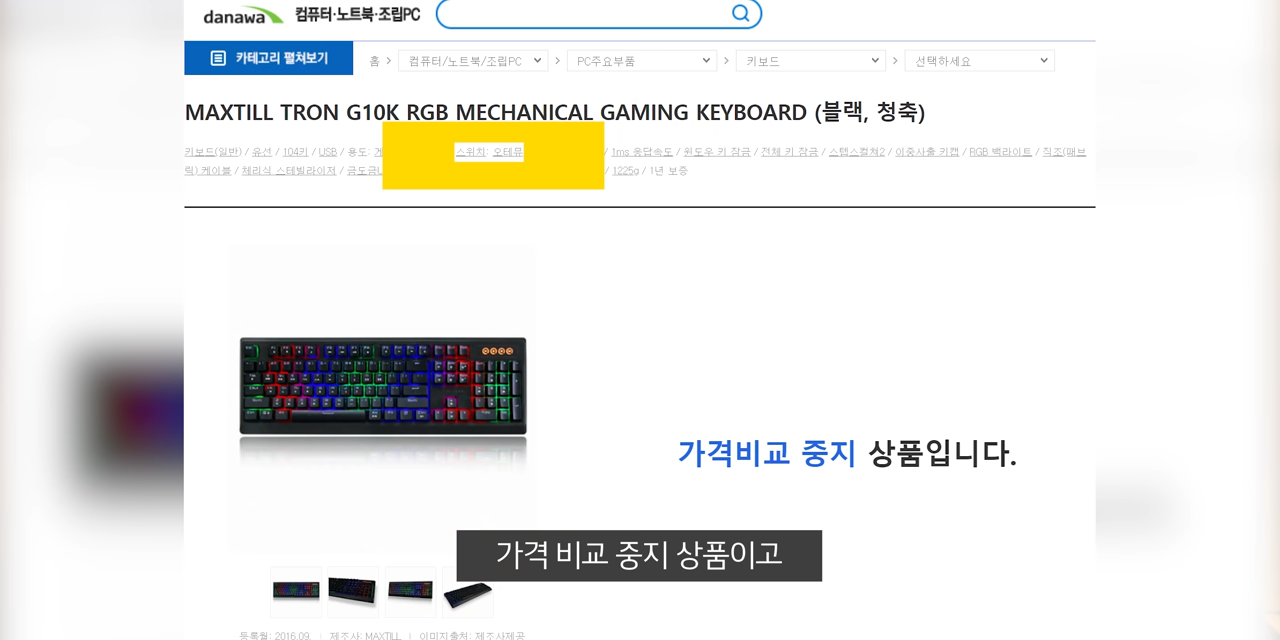 danawa 컴퓨터·노트북·조립PC
카테고리 펼쳐보기 홈 > 컴퓨터/노트북/조립PC > PC주요부품 > 키보드 > 선택하세요
MAXTILL TRON G10K RGB MECHANICAL GAMING KEYBOARD (블랙, 청축)
키보드(일반) / 유선 / 104키 / USB / 용도: 스위치: 오테뮤 / 1ms 응답속도 / 윈도우 키 잠금 / 전체 키 잠금 / 스텝스컬쳐2 / 이중사출 키캡 / RGB 백라이트 / 직조(패브
릭) 케이블 / 체리식 스테빌라이저 / 금도금U / 1225g / 1년 보증
가격비교 중지 상품입니다.
가격 비교 중지 상품이고
등록월: 2016.09. | 제조사: MAXTILL | 이미지출처: 제조사제공